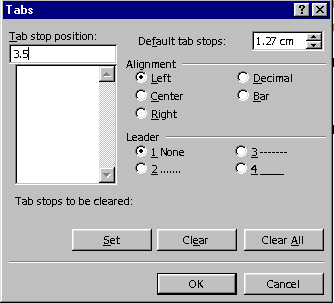 Tabs
Tab stop position:
3.5
Default tab stops: 1.27 cm
Alignment
Left
Decimal
Center
Bar
Right
Leader
1 None
3 -------
2 .......
4 ____
Tab stops to be cleared:
Set
Clear
Clear All
OK
Cancel